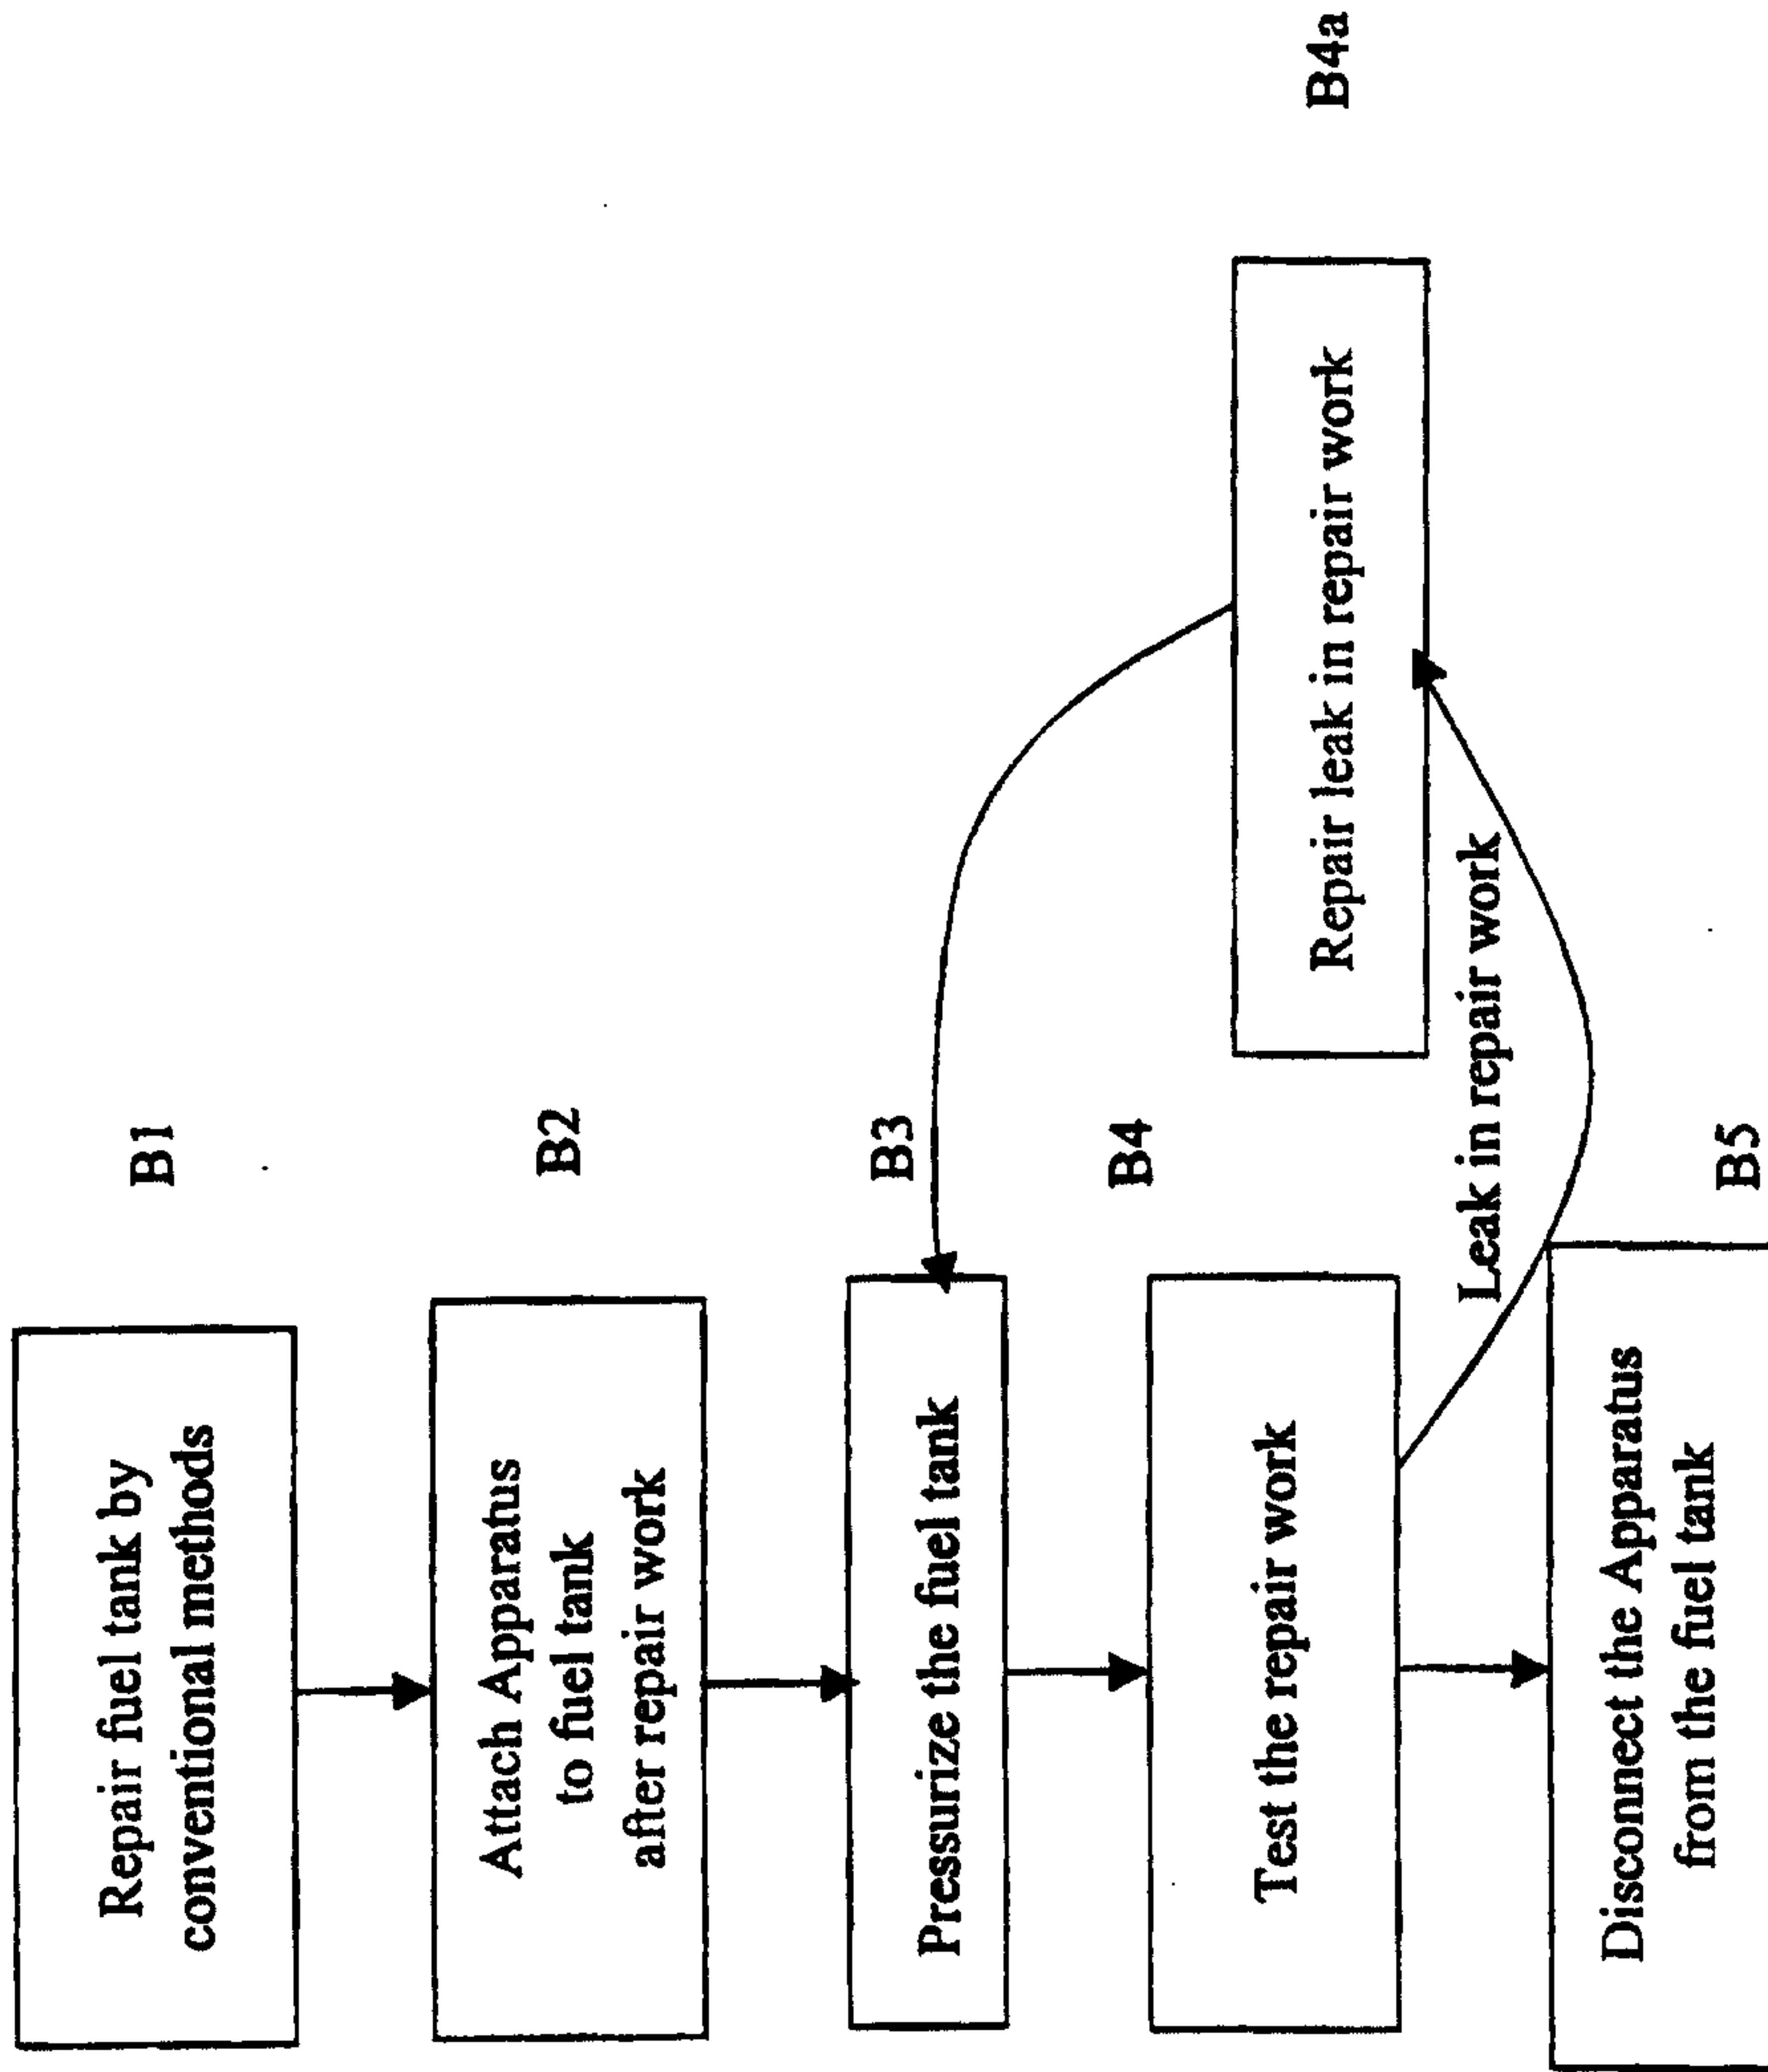 B1
Repair fuel tank by
conventional methods
B2
Attach Apparatus
to fuel tank
after repair work
B3
Pressurize the fuel tank
B4
Test the repair work
B4a
Repair leak in repair work
Leak in repair work
B5
Disconnect the Apparatus
from the fuel tank